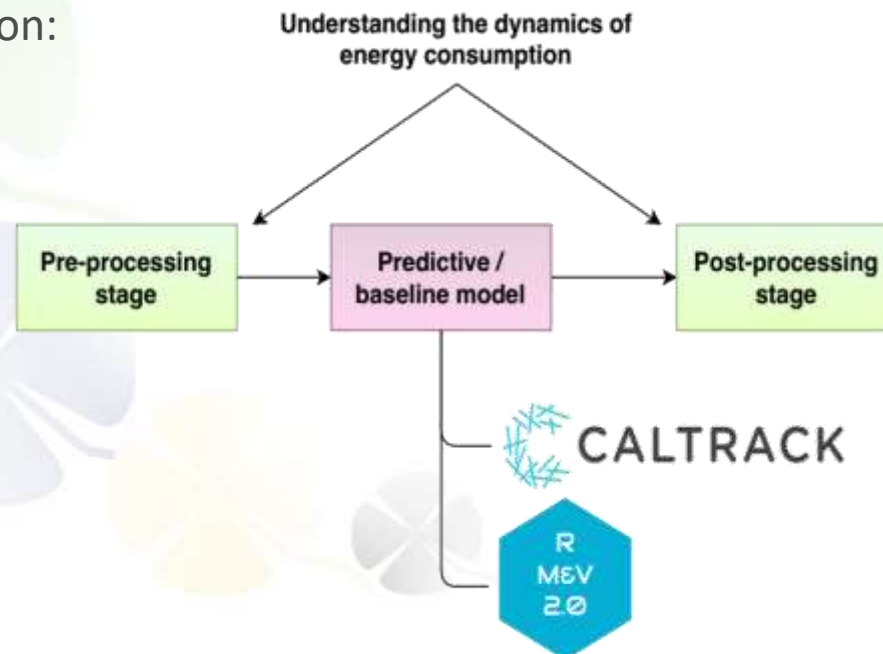 on:
Understanding the dynamics of
energy consumption
Pre-processing
stage
Predictive /
baseline model
Post-processing
stage
CALTRACK
R
MEV
2.0